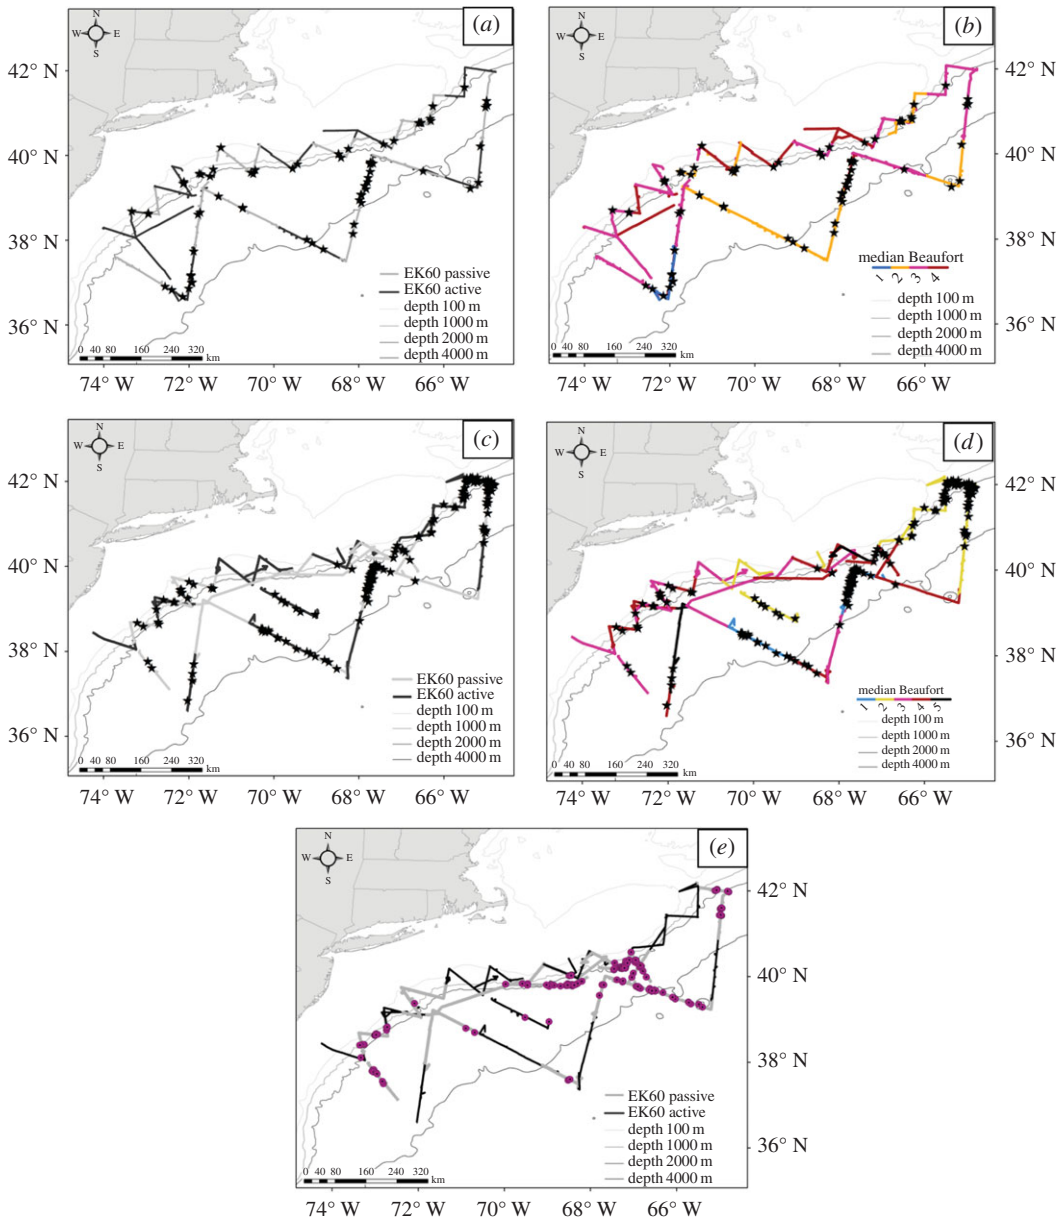 (a)
N
W E
S
42° N
40° N
38° N
36° N
EK60 passive
EK60 active
depth 100 m
depth 1000 m
depth 2000 m
depth 4000 m
0 40 80 160 240 320
km
74° W 72° W 70° W 68° W 66° W
(b)
N
W E
S
42° N
40° N
38° N
36° N
median Beaufort
1 2 3 4
depth 100 m
depth 1000 m
depth 2000 m
depth 4000 m
0 40 80 160 240 320
km
74° W 72° W 70° W 68° W 66° W
(c)
N
W E
S
42° N
40° N
38° N
36° N
EK60 passive
EK60 active
depth 100 m
depth 1000 m
depth 2000 m
depth 4000 m
0 40 80 160 240 320
km
74° W 72° W 70° W 68° W 66° W
(d)
N
W E
S
42° N
40° N
38° N
36° N
median Beaufort
1 2 3 4 5
depth 100 m
depth 1000 m
depth 2000 m
depth 4000 m
0 40 80 160 240 320
km
74° W 72° W 70° W 68° W 66° W
(e)
N
W E
S
42° N
40° N
38° N
36° N
EK60 passive
EK60 active
depth 100 m
depth 1000 m
depth 2000 m
depth 4000 m
0 40 80 160 240 320
km
74° W 72° W 70° W 68° W 66° W